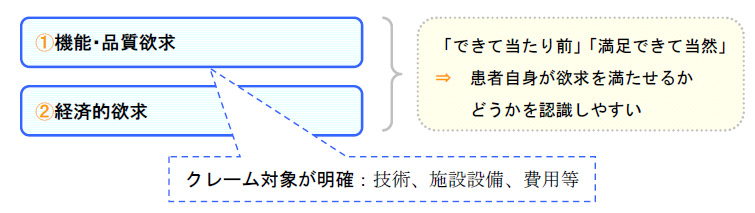 ①機能・品質欲求
②経済的欲求
「できて当たり前」「満足できて当然」
⇒ 患者自身が欲求を満たせるか
どうかを認識しやすい
クレーム対象が明確：技術、施設設備、費用等